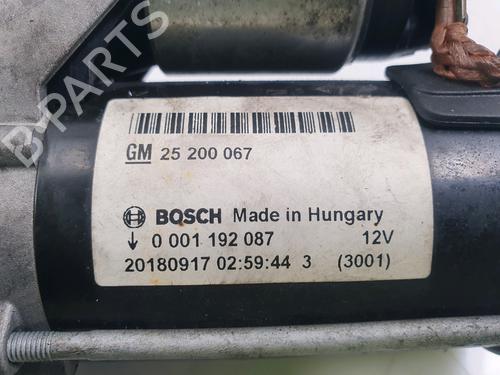 B-PARTS
GM 25 200 067
BOSCH Made in Hungary
↓ 0 001 192 087 12V
20180917 02:59:44 3 (3001)